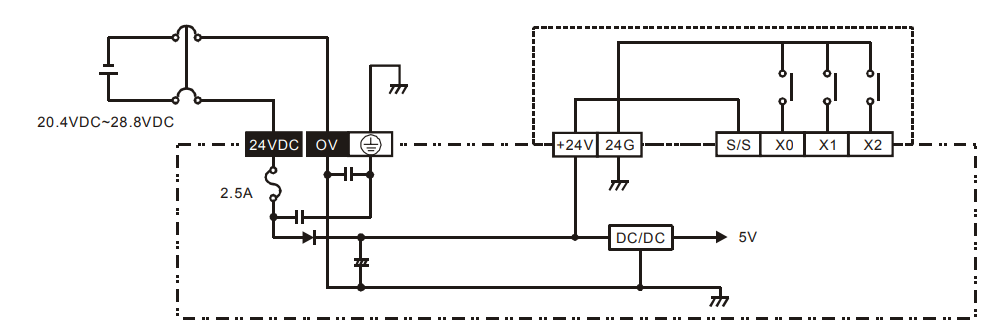 20.4VDC~28.8VDC
24VDC 0V
+24V 24G S/S X0 X1 X2
2.5A
DC/DC 5V